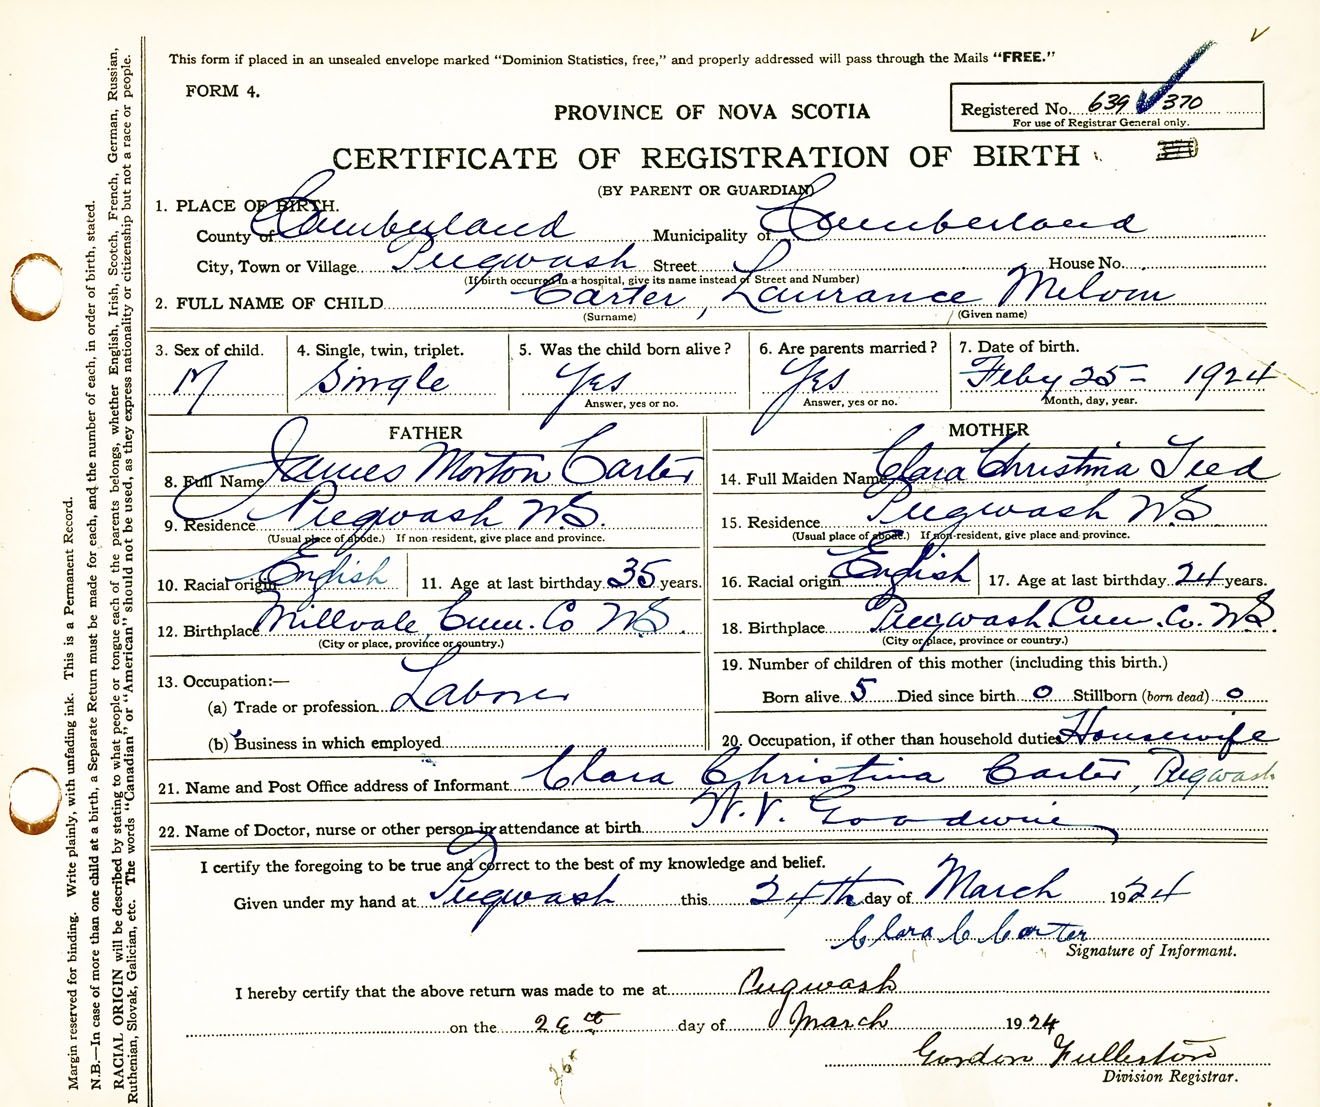 This form if placed in an unsealed envelope marked “Dominion Statistics, free,” and properly addressed will pass through the Mails “FREE.”
FORM 4.
Registered No. 639 370
For use of Registrar General only.
PROVINCE OF NOVA SCOTIA
CERTIFICATE OF REGISTRATION OF BIRTH
(BY PARENT OR GUARDIAN)
1. PLACE OF BIRTH.
County of Cumberland Municipality of Cumberland
City, Town or Village Pugwash Street House No.
(If birth occurred in a hospital, give its name instead of Street and Number)
2. FULL NAME OF CHILD Carter, Laurance Melvin
(Surname) (Given name)
3. Sex of child. 4. Single, twin, triplet. 5. Was the child born alive? 6. Are parents married? 7. Date of birth.
M Single Yes Yes Feby 25 - 1924
Answer, yes or no. Answer, yes or no. Month, day, year.
FATHER MOTHER
8. Full Name James Morton Carter 14. Full Maiden Name Clara Christina Teed
9. Residence Pugwash N.S. 15. Residence Pugwash N.S
(Usual place of abode.) If non-resident, give place and province. (Usual place of abode.) If non-resident, give place and province.
10. Racial origin English 11. Age at last birthday 35 years. 16. Racial origin English 17. Age at last birthday 24 years.
12. Birthplace Millvale Cum. Co N.S. 18. Birthplace Pugwash Cum. Co. N.S.
(City or place, province or country.) (City or place, province or country.)
13. Occupation:— 19. Number of children of this mother (including this birth.)
(a) Trade or profession Laborer Born alive 5 Died since birth 0 Stillborn (born dead) 0
(b) Business in which employed 20. Occupation, if other than household duties Housewife
21. Name and Post Office address of Informant Clara Christina Carter, Pugwash
22. Name of Doctor, nurse or other person in attendance at birth Goodwin
I certify the foregoing to be true and correct to the best of my knowledge and belief.
Given under my hand at Pugwash this 24th day of March 1924
Clara C Carter
Signature of Informant.
I hereby certify that the above return was made to me at Pugwash
on the day of March 1924
Gordon Fullerton
Division Registrar.
Margin reserved for binding. Write plainly, with unfading ink. This is a Permanent Record.
N.B.—In case of more than one child at a birth, a Separate Return must be made for each, and the number of each, in order of birth, stated.
RACIAL ORIGIN will be described by stating to what people or tongue each of the parents belongs, whether English, Irish, Scotch, French, German, Russian,
Ruthenian, Slovak, Galician, etc. The words “Canadian” or “American” should not be used, as they express nationality or citizenship but not a race or people.